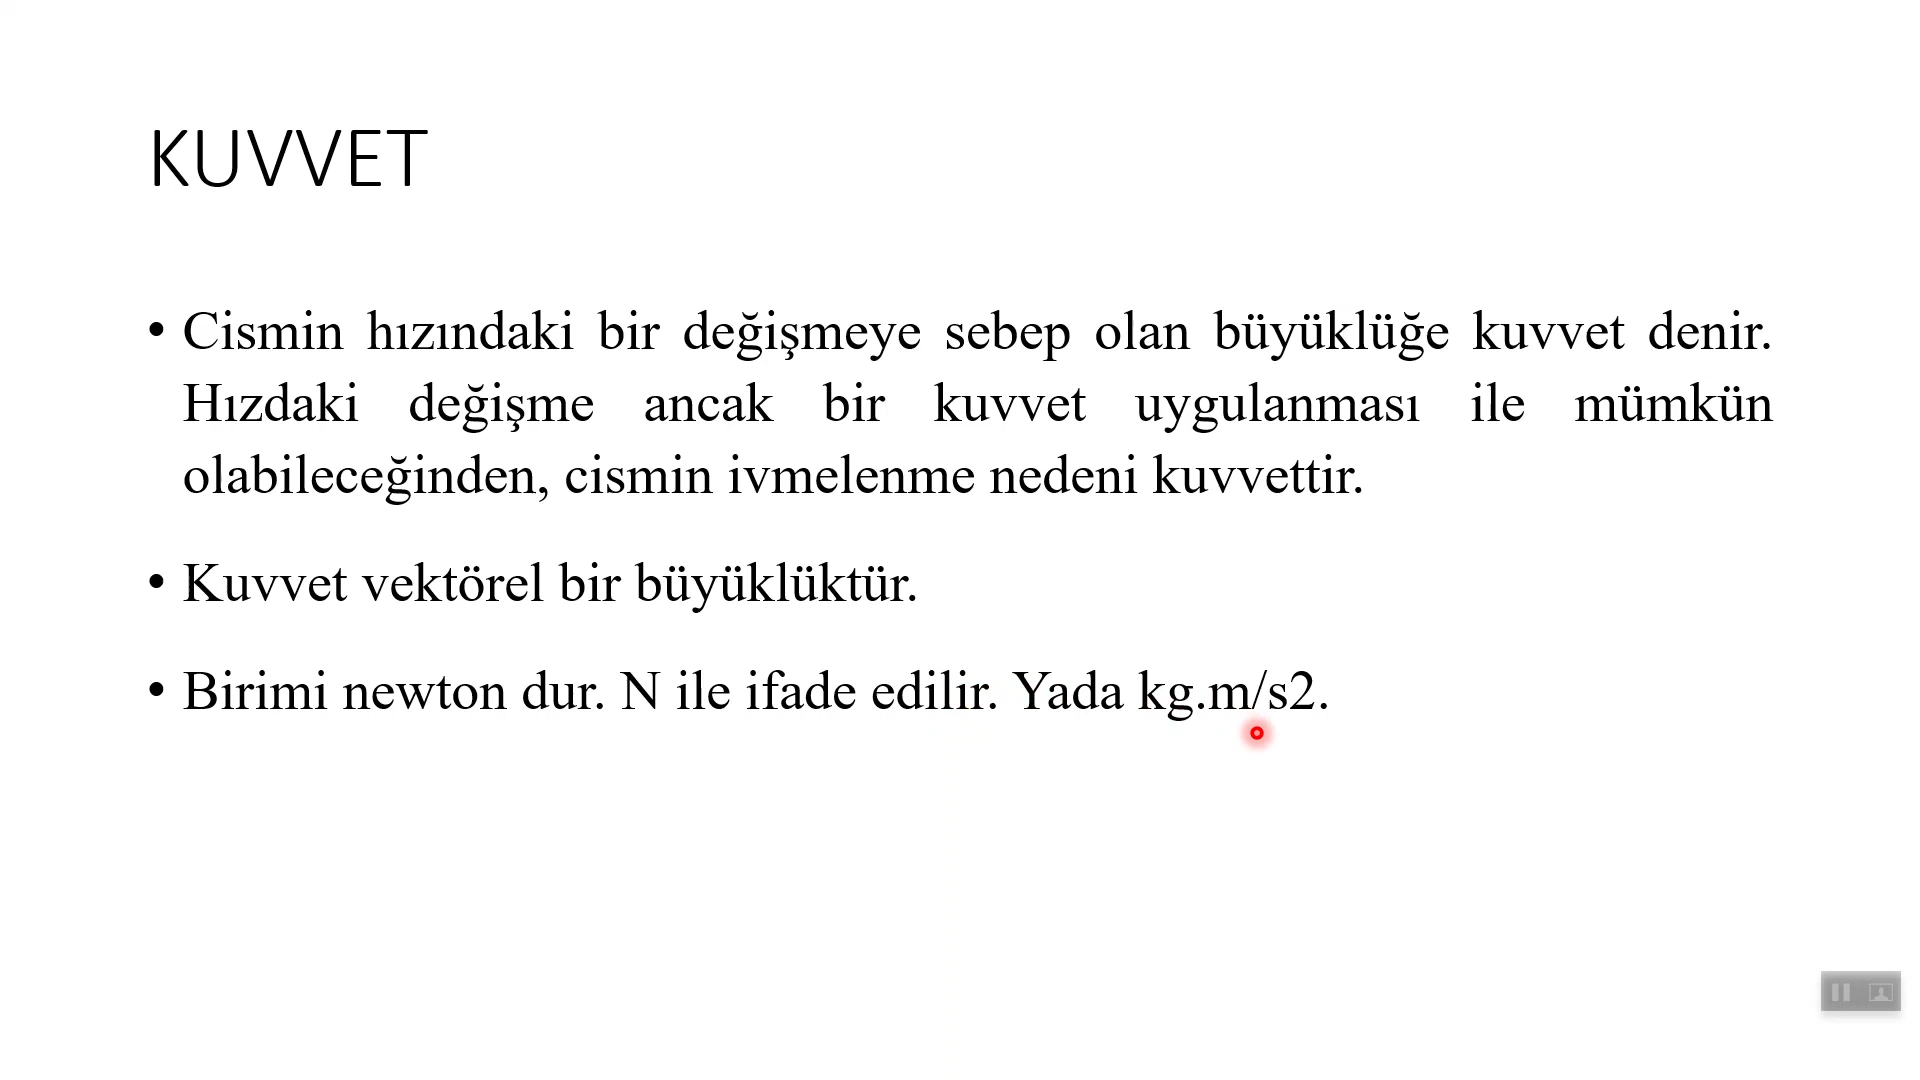 KUVVET
• Cismin hızındaki bir değişmeye sebep olan büyüklüğe kuvvet denir.
Hızdaki değişme ancak bir kuvvet uygulanması ile mümkün
olabileceğinden, cismin ivmelenme nedeni kuvvettir.
• Kuvvet vektörel bir büyüklüktür.
• Birimi newton dur. N ile ifade edilir. Yada kg.m/s2.